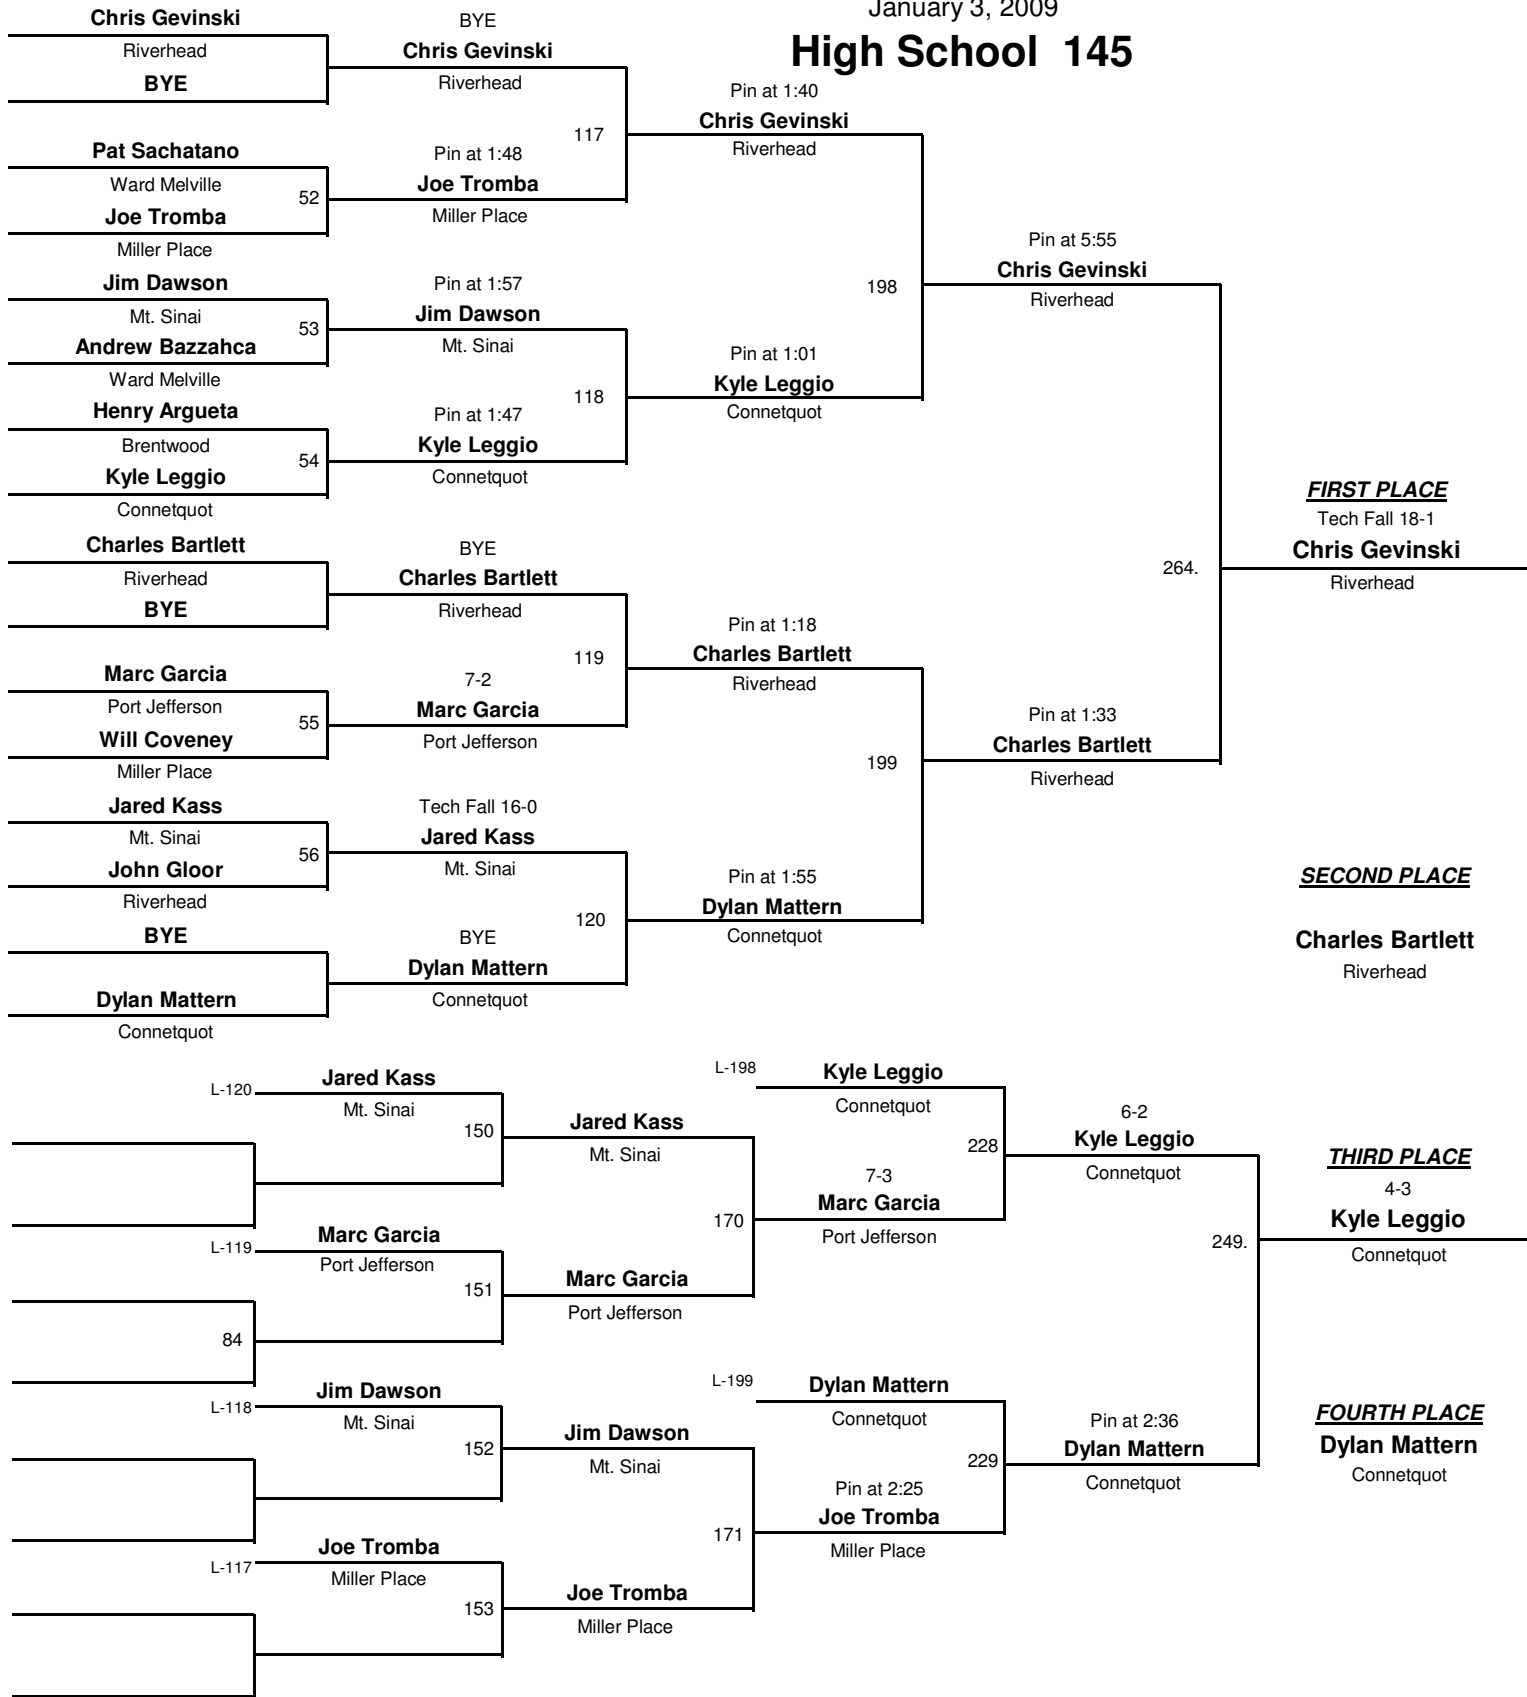 January 3, 2009
High School 145
Chris Gevinski
Riverhead
BYE
Pat Sachatano
Ward Melville
52
Joe Tromba
Miller Place
Jim Dawson
Mt. Sinai
53
Andrew Bazzahca
Ward Melville
Henry Argueta
Brentwood
54
Kyle Leggio
Connetquot
Charles Bartlett
Riverhead
BYE
Marc Garcia
Port Jefferson
55
Will Coveney
Miller Place
Jared Kass
Mt. Sinai
56
John Gloor
Riverhead
BYE
Dylan Mattern
Connetquot
BYE
Chris Gevinski
Riverhead
117
Pin at 1:48
Joe Tromba
Miller Place
Pin at 1:57
Jim Dawson
Mt. Sinai
118
Pin at 1:47
Kyle Leggio
Connetquot
BYE
Charles Bartlett
Riverhead
119
7-2
Marc Garcia
Port Jefferson
Tech Fall 16-0
Jared Kass
Mt. Sinai
120
BYE
Dylan Mattern
Connetquot
Pin at 1:40
Chris Gevinski
Riverhead
198
Pin at 1:01
Kyle Leggio
Connetquot
Pin at 1:18
Charles Bartlett
Riverhead
199
Pin at 1:55
Dylan Mattern
Connetquot
Pin at 5:55
Chris Gevinski
Riverhead
264.
Pin at 1:33
Charles Bartlett
Riverhead
FIRST PLACE
Tech Fall 18-1
Chris Gevinski
Riverhead
SECOND PLACE
Charles Bartlett
Riverhead
L-120
Jared Kass
Mt. Sinai
150
L-119
Marc Garcia
Port Jefferson
151
84
L-118
Jim Dawson
Mt. Sinai
152
L-117
Joe Tromba
Miller Place
153
Jared Kass
Mt. Sinai
170
Marc Garcia
Port Jefferson
Jim Dawson
Mt. Sinai
171
Joe Tromba
Miller Place
L-198
Kyle Leggio
Connetquot
228
7-3
Marc Garcia
Port Jefferson
L-199
Dylan Mattern
Connetquot
229
Pin at 2:25
Joe Tromba
Miller Place
6-2
Kyle Leggio
Connetquot
249.
Pin at 2:36
Dylan Mattern
Connetquot
THIRD PLACE
4-3
Kyle Leggio
Connetquot
FOURTH PLACE
Dylan Mattern
Connetquot